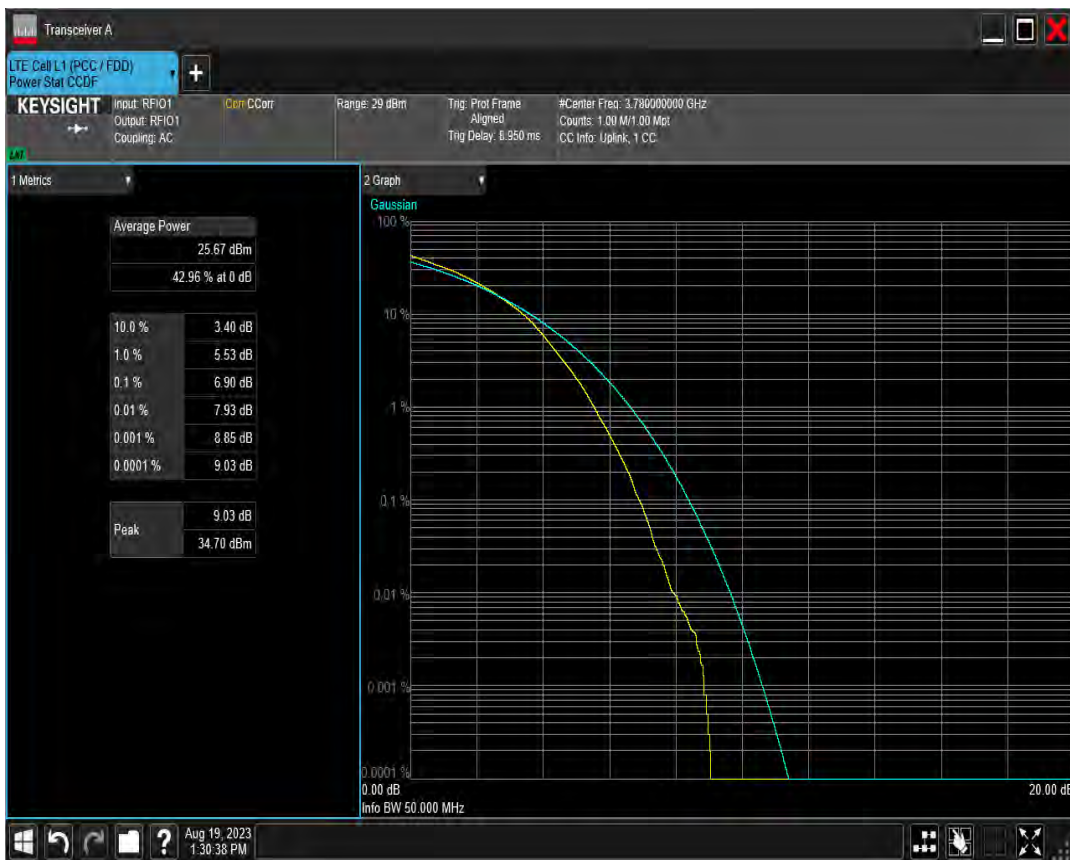 Transceiver A
LTE Cell L1 (PCC / FDD)
Power Stat CCDF
+
KEYSIGHT
Input: RFIO1
Output: RFIO1
Coupling: AC
Corr CCorr
Range: 29 dBm
Trig: Prot Frame
Aligned
Trig Delay: 8.950 ms
#Center Freq: 3.780000000 GHz
Counts: 1.00 M/1.00 Mpt
CC Info: Uplink, 1 CC
1 Metrics
Average Power
25.67 dBm
42.96 % at 0 dB
10.0 % 3.40 dB
1.0 % 5.53 dB
0.1 % 6.90 dB
0.01 % 7.93 dB
0.001 % 8.85 dB
0.0001 % 9.03 dB
Peak
9.03 dB
34.70 dBm
2 Graph
Gaussian
100 %
10 %
1 %
0.1 %
0.01 %
0.001 %
0.0001 %
0.00 dB 20.00 dB
Info BW 50.000 MHz
?
Aug 19, 2023
1:30:38 PM